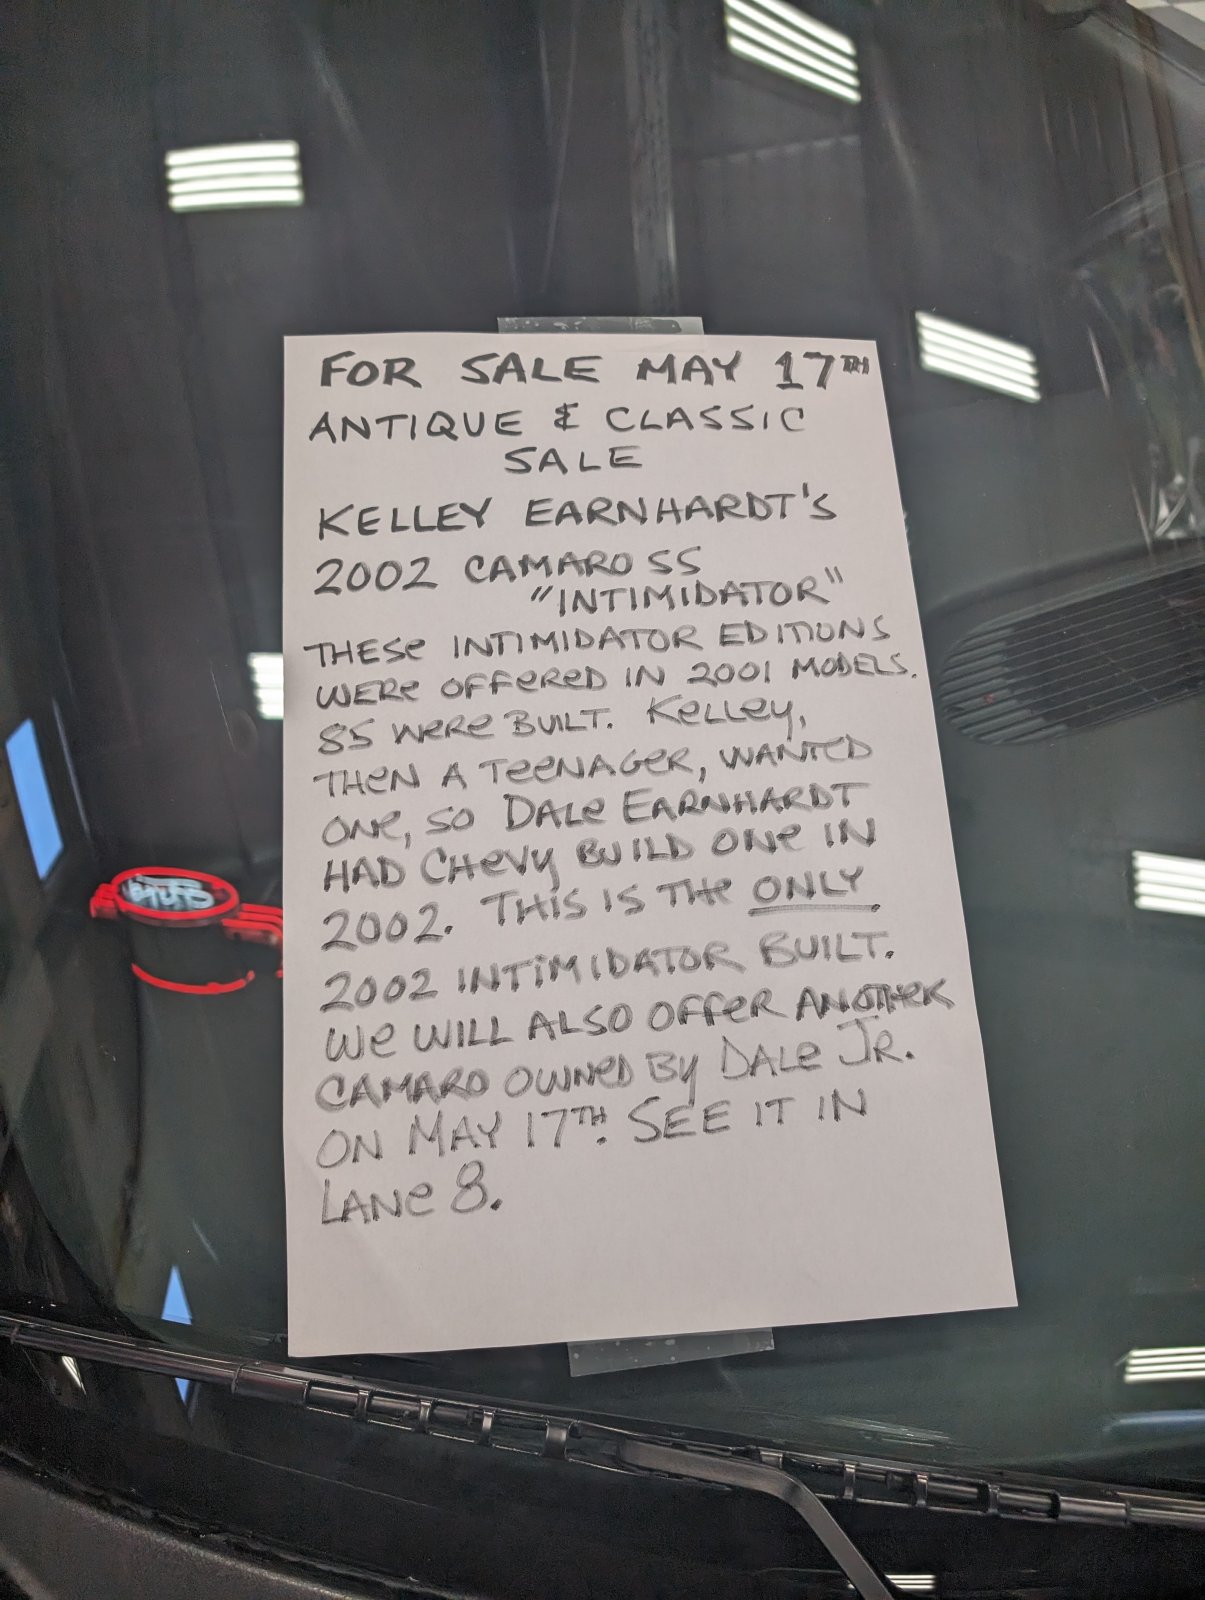 FOR SALE MAY 17TH
ANTIQUE & CLASSIC
SALE
KELLEY EARNHARDT'S
2002 CAMARO SS
"INTIMIDATOR"
THESE INTIMIDATOR EDITIONS
WERE OFFERED IN 2001 MODELS.
85 WERE BUILT. KELLEY,
THEN A TEENAGER, WANTED
ONE, SO DALE EARNHARDT
HAD CHEVY BUILD ONE IN
2002. THIS IS THE ONLY
2002 INTIMIDATOR BUILT.
WE WILL ALSO OFFER ANOTHER
CAMARO OWNED BY DALE JR.
ON MAY 17TH. SEE IT IN
LANE 8.